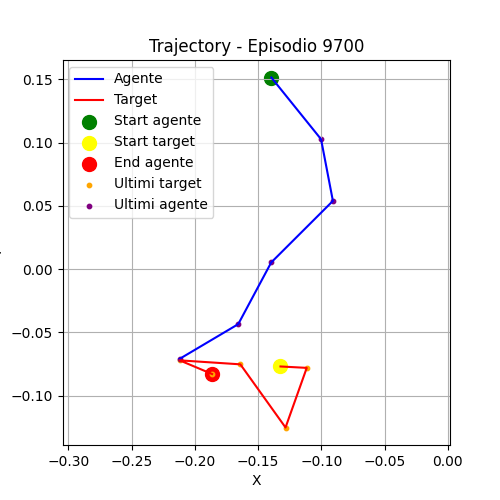 Trajectory - Episodio 9700
Agente
Target
Start agente
Start target
End agente
Ultimi target
Ultimi agente
0.15
0.10
0.05
0.00
−0.05
−0.10
−0.30
−0.25
−0.20
−0.15
−0.10
−0.05
0.00
X